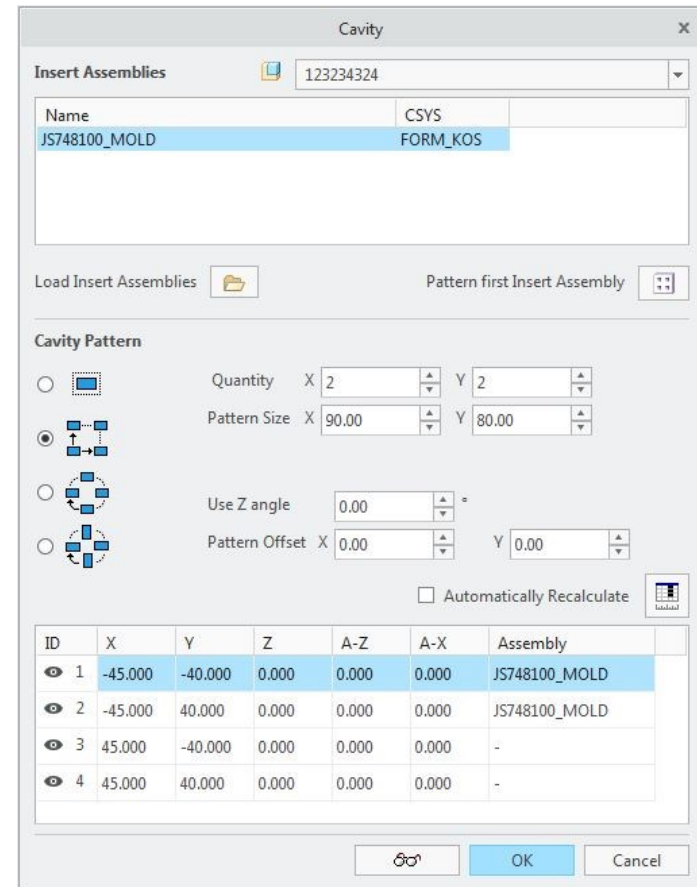 Cavity
Insert Assemblies 123234324
Name CSYS
JS748100_MOLD FORM_KOS
Load Insert Assemblies Pattern first Insert Assembly
Cavity Pattern
Quantity X 2 Y 2
Pattern Size X 90.00 Y 80.00
Use Z angle 0.00 °
Pattern Offset X 0.00 Y 0.00
Automatically Recalculate
ID X Y Z A-Z A-X Assembly
1 -45.000 -40.000 0.000 0.000 0.000 JS748100_MOLD
2 -45.000 40.000 0.000 0.000 0.000 JS748100_MOLD
3 45.000 -40.000 0.000 0.000 0.000 -
4 45.000 40.000 0.000 0.000 0.000 -
OK Cancel